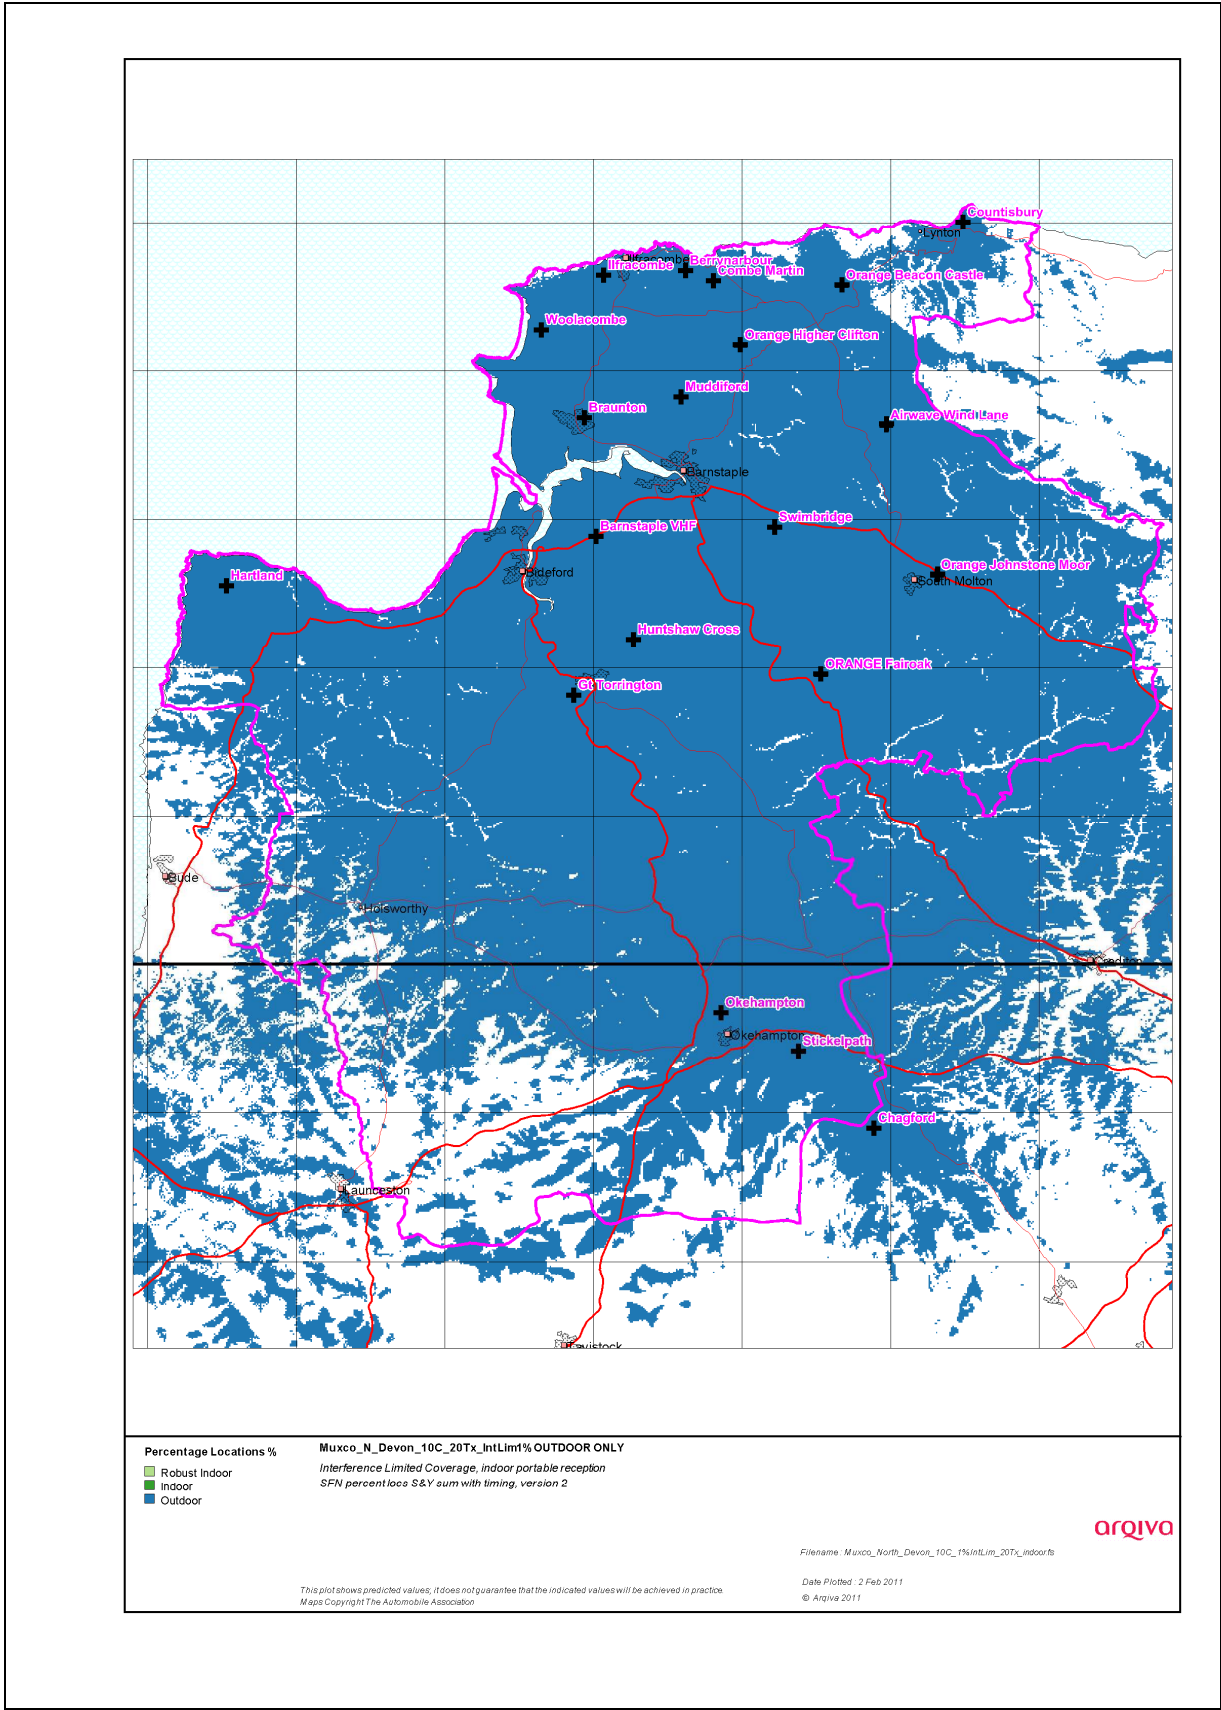 Countisbury
Lynton
Ilfracombe
Ilfracombe
Berrynarbour
Combe Martin
Orange Beacon Castle
Woolacombe
Orange Higher Clifton
Muddiford
Braunton
Airwave Wind Lane
Barnstaple
Swimbridge
Barnstaple VHF
Orange Johnstone Moor
Hartland
Bideford
South Molton
Huntshaw Cross
ORANGE Fairoak
Gt Torrington
Bude
Holsworthy
Crediton
Okehampton
Okehampton
Stickelpath
Chagford
Launceston
Tavistock
Percentage Locations %
Robust Indoor
Indoor
Outdoor
Muxco_N_Devon_10C_20Tx_IntLim1% OUTDOOR ONLY
Interference Limited Coverage, indoor portable reception
SFN percent locs S&Y sum with timing, version 2
arqiva
Filename : Muxco_North_Devon_10C_1%IntLim_20Tx_indoor.fs
Date Plotted : 2 Feb 2011
© Arqiva 2011
This plot shows predicted values; it does not guarantee that the indicated values will be achieved in practice.
Maps Copyright The Automobile Association